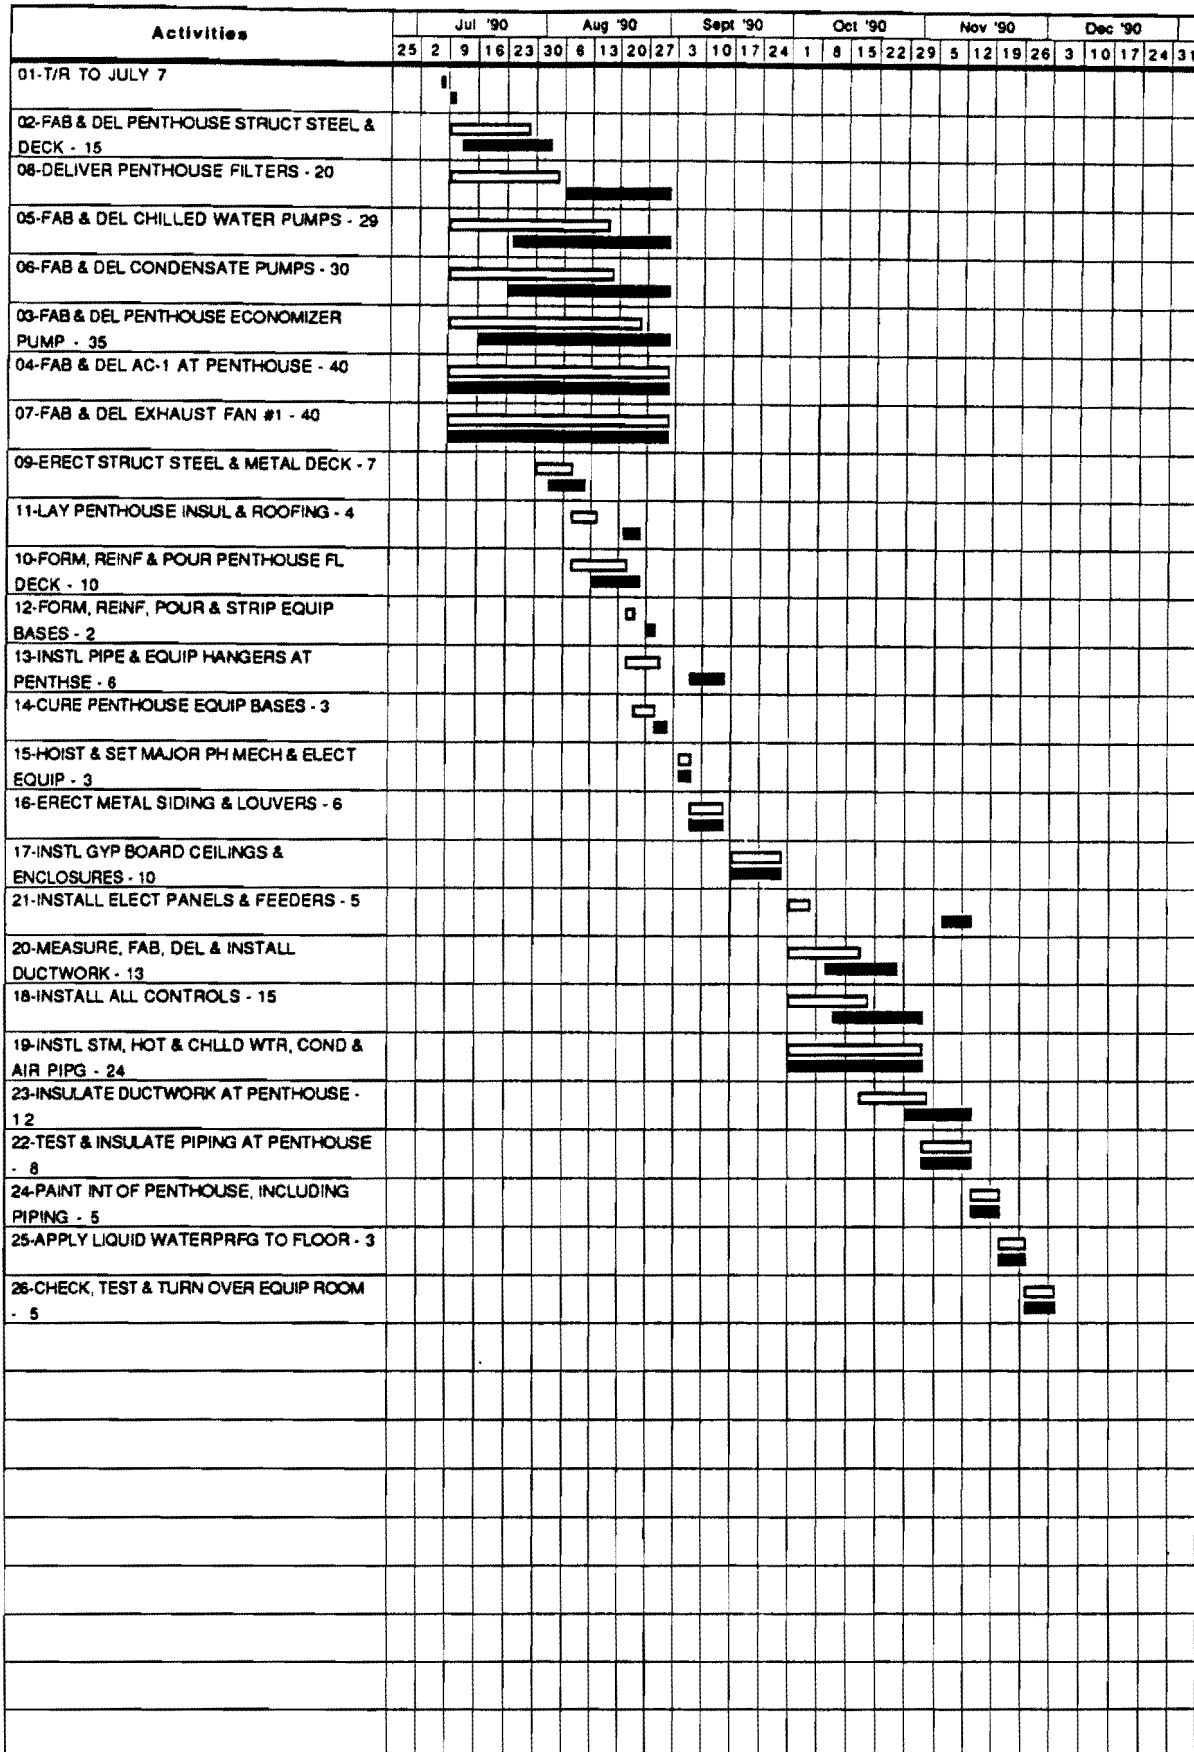 Activities
Jul '90 Aug '90 Sept '90 Oct '90 Nov '90 Dec '90
25 2 9 16 23 30 6 13 20 27 3 10 17 24 1 8 15 22 29 5 12 19 26 3 10 17 24 31
01-T/R TO JULY 7
02-FAB & DEL PENTHOUSE STRUCT STEEL &
DECK - 15
08-DELIVER PENTHOUSE FILTERS - 20
05-FAB & DEL CHILLED WATER PUMPS - 29
06-FAB & DEL CONDENSATE PUMPS - 30
03-FAB & DEL PENTHOUSE ECONOMIZER
PUMP - 35
04-FAB & DEL AC-1 AT PENTHOUSE - 40
07-FAB & DEL EXHAUST FAN #1 - 40
09-ERECT STRUCT STEEL & METAL DECK - 7
11-LAY PENTHOUSE INSUL & ROOFING - 4
10-FORM, REINF & POUR PENTHOUSE FL
DECK - 10
12-FORM, REINF, POUR & STRIP EQUIP
BASES - 2
13-INSTL PIPE & EQUIP HANGERS AT
PENTHSE - 6
14-CURE PENTHOUSE EQUIP BASES - 3
15-HOIST & SET MAJOR PH MECH & ELECT
EQUIP - 3
16-ERECT METAL SIDING & LOUVERS - 6
17-INSTL GYP BOARD CEILINGS &
ENCLOSURES - 10
21-INSTALL ELECT PANELS & FEEDERS - 5
20-MEASURE, FAB, DEL & INSTALL
DUCTWORK - 13
18-INSTALL ALL CONTROLS - 15
19-INSTL STM, HOT & CHLLD WTR, COND &
AIR PIPG - 24
23-INSULATE DUCTWORK AT PENTHOUSE -
12
22-TEST & INSULATE PIPING AT PENTHOUSE
- 8
24-PAINT INT OF PENTHOUSE, INCLUDING
PIPING - 5
25-APPLY LIQUID WATERPRFG TO FLOOR - 3
26-CHECK, TEST & TURN OVER EQUIP ROOM
- 5